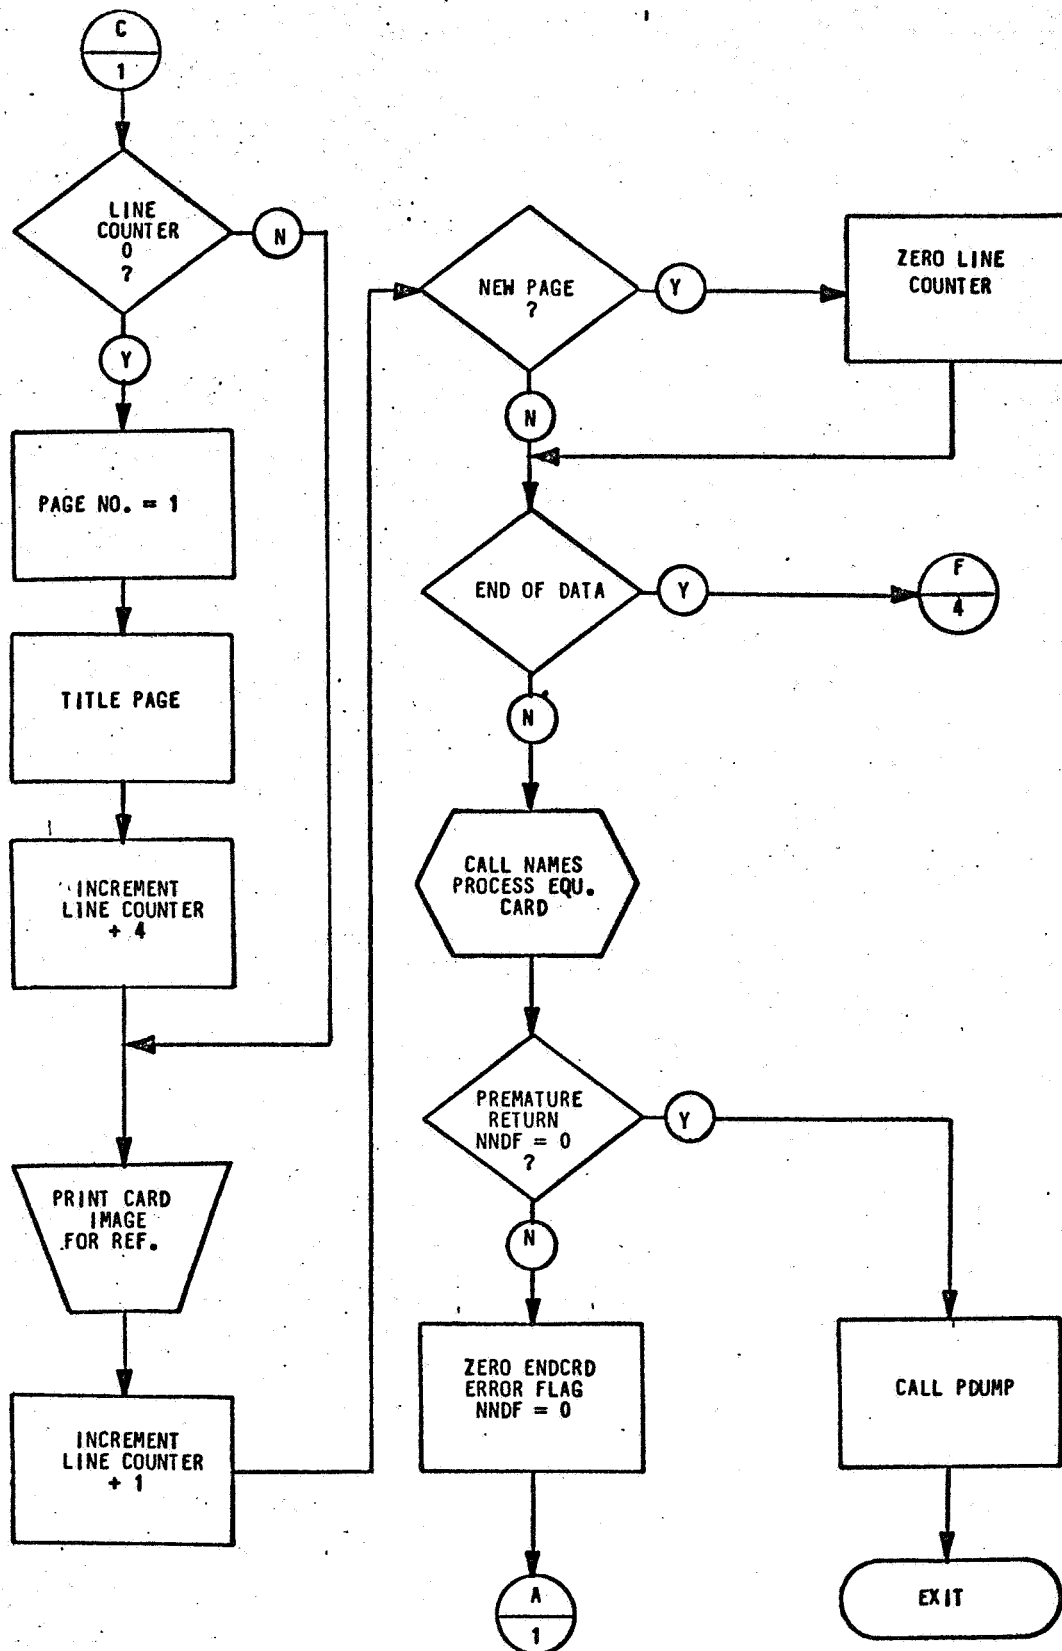 C
1
LINE
COUNTER
0
?
N
Y
PAGE NO. = 1
TITLE PAGE
INCREMENT
LINE COUNTER
+ 4
PRINT CARD
IMAGE
FOR REF.
INCREMENT
LINE COUNTER
+ 1
NEW PAGE
?
Y
ZERO LINE
COUNTER
N
END OF DATA
Y
F
4
N
CALL NAMES
PROCESS EQU.
CARD
PREMATURE
RETURN
NNDF = 0
?
Y
N
ZERO ENDCRD
ERROR FLAG
NNDF = 0
A
1
CALL PDUMP
EXIT